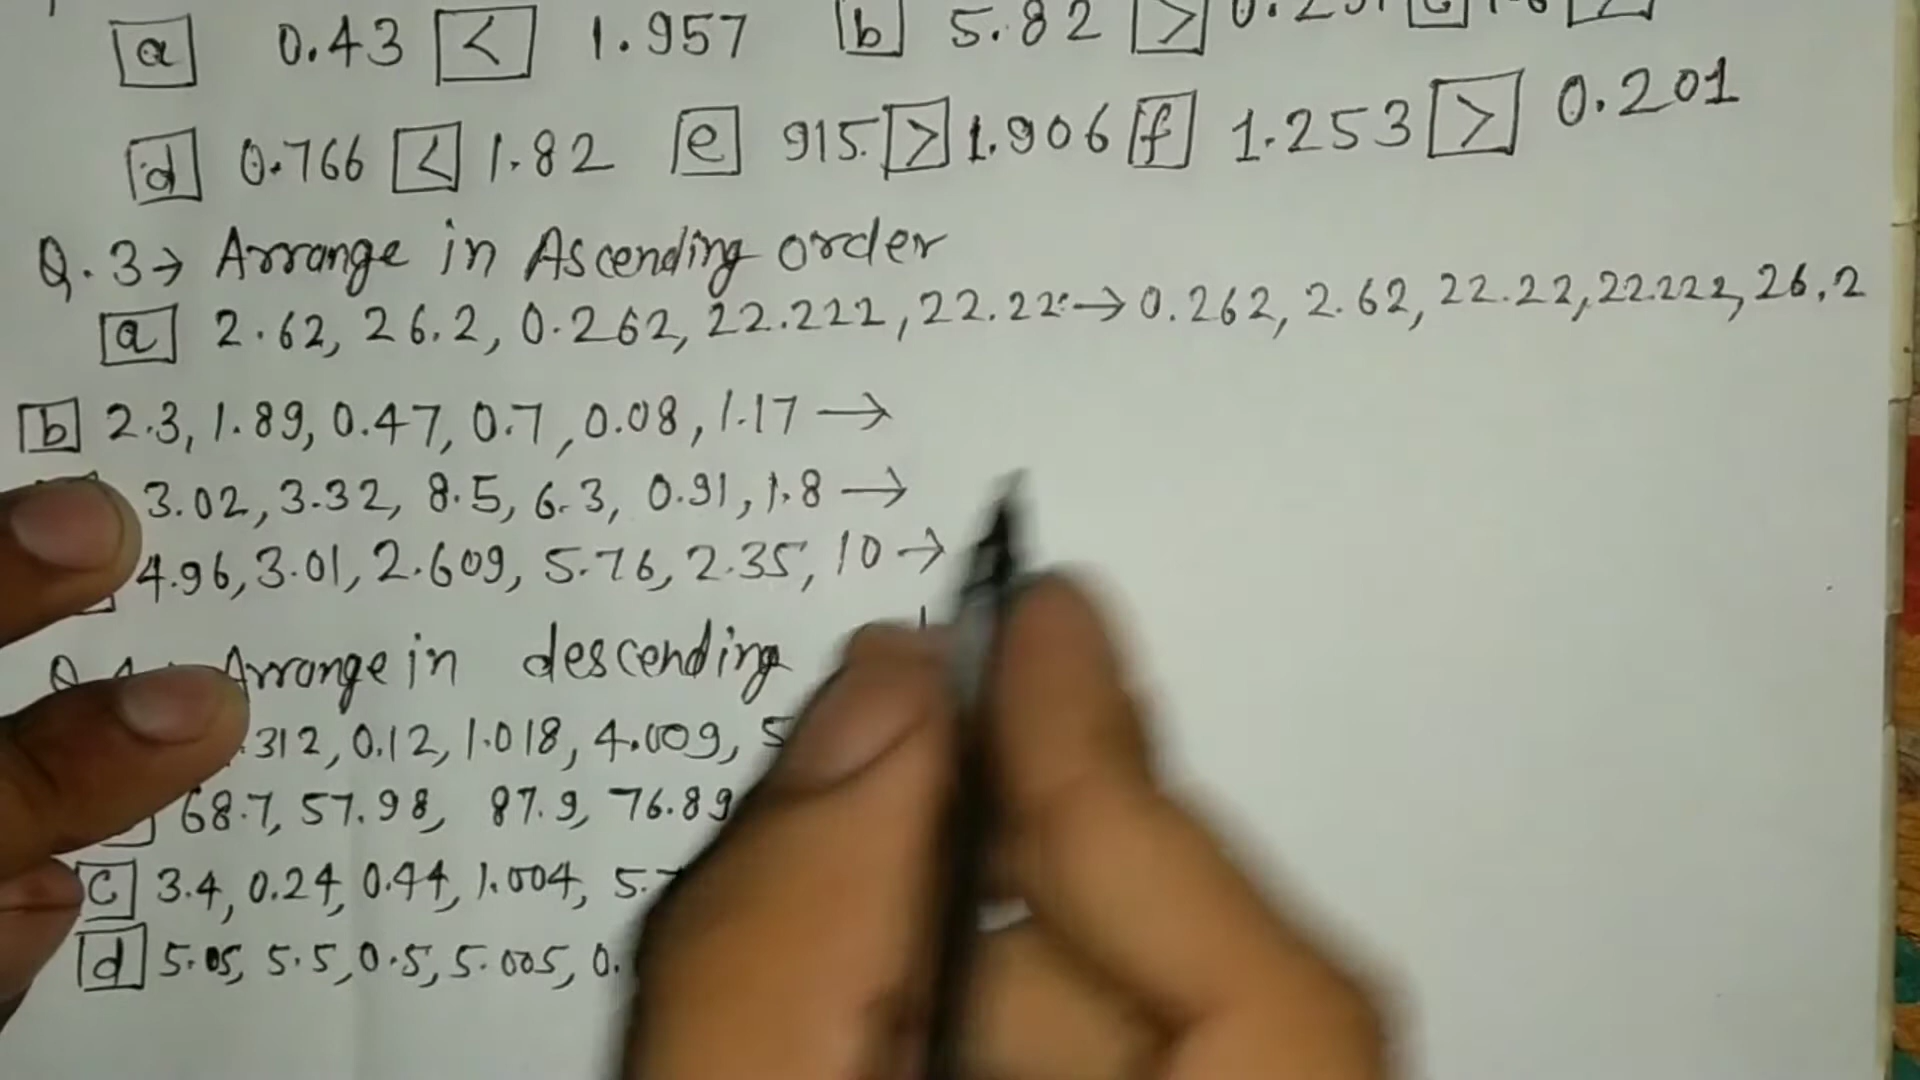 a 0.43 < 1.957 b 5.82 >
d 0.766 < 1.82 e 915. > 1.906 f 1.253 > 0.201
Q.3→ Arrange in Ascending order
a 2.62, 26.2, 0.262, 22.222, 22.22 → 0.262, 2.62, 22.22, 22.222, 26.2
b 2.3, 1.89, 0.47, 0.7, 0.08, 1.17 →
3.02, 3.32, 8.5, 6.3, 0.91, 1.8 →
4.96, 3.01, 2.609, 5.76, 2.35, 10 →
Arrange in descending
312, 0.12, 1.018, 4.009, 5
68.7, 57.98, 87.9, 76.89
c 3.4, 0.24, 0.44, 1.004, 5.
d 5.05, 5.5, 0.5, 5.005, 0.